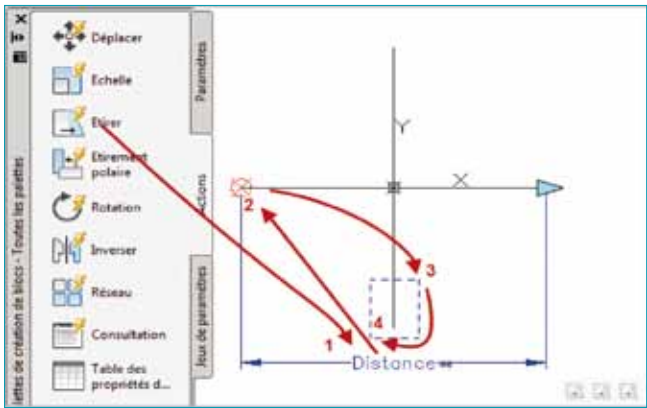 Déplacer
Echelle
Etirer
Etirement
polaire
Rotation
Inverser
Réseau
Consultation
Table des
propriétés d...
Paramètres
Actions
Jeux de paramètres
lettes de création de blocs - Toutes les palettes
Y
X
2
3
4
1
Distance